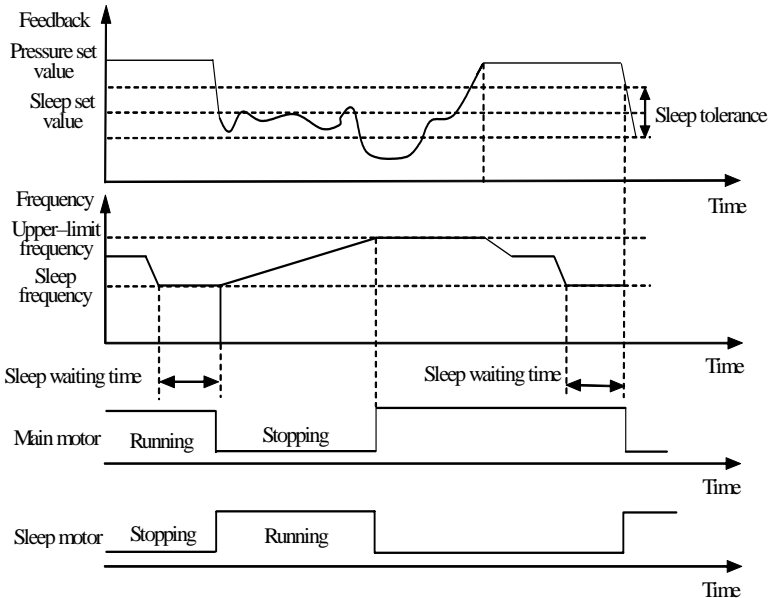 Feedback
Pressure set
value
Sleep set
value
Sleep tolerance
Time
Frequency
Upper–limit
frequency
Sleep
frequency
Time
Sleep waiting time
Sleep waiting time
Main motor
Running
Stopping
Time
Sleep motor
Stopping
Running
Time